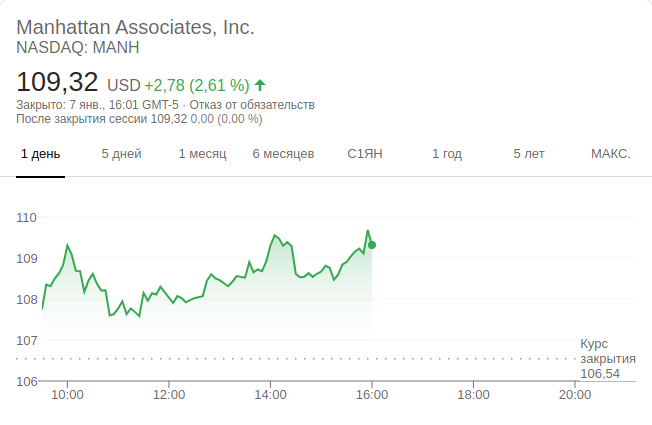 Manhattan Associates, Inc.
NASDAQ: MANH
109,32 USD +2,78 (2,61 %)
Закрыто: 7 янв., 16:01 GMT-5 · Отказ от обязательств
После закрытия сессии 109,32 0,00 (0,00 %)
1 день 5 дней 1 месяц 6 месяцев С1ЯН 1 год 5 лет МАКС.
110
109
108
107
106
Курс
закрытия
106,54
10:00 12:00 14:00 16:00 18:00 20:00